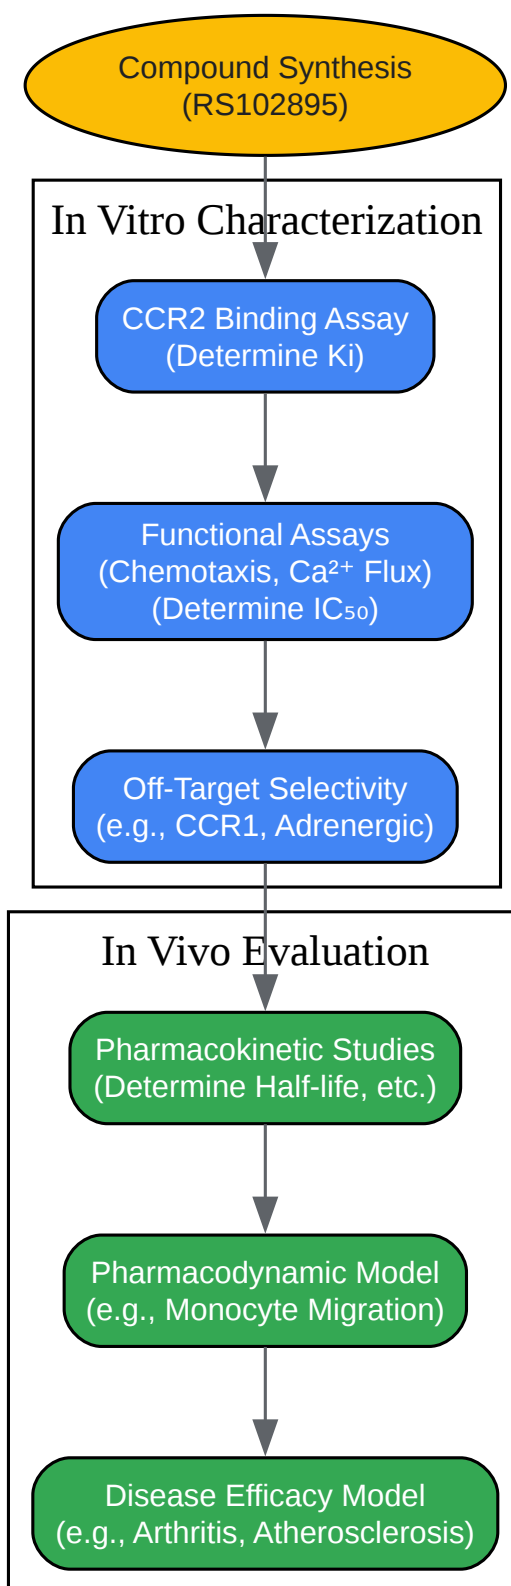 Compound Synthesis
(RS102895)
In Vitro Characterization
CCR2 Binding Assay
(Determine Ki)
Functional Assays
(Chemotaxis, Ca²⁺ Flux)
(Determine IC₅₀)
Off-Target Selectivity
(e.g., CCR1, Adrenergic)
In Vivo Evaluation
Pharmacokinetic Studies
(Determine Half-life, etc.)
Pharmacodynamic Model
(e.g., Monocyte Migration)
Disease Efficacy Model
(e.g., Arthritis, Atherosclerosis)